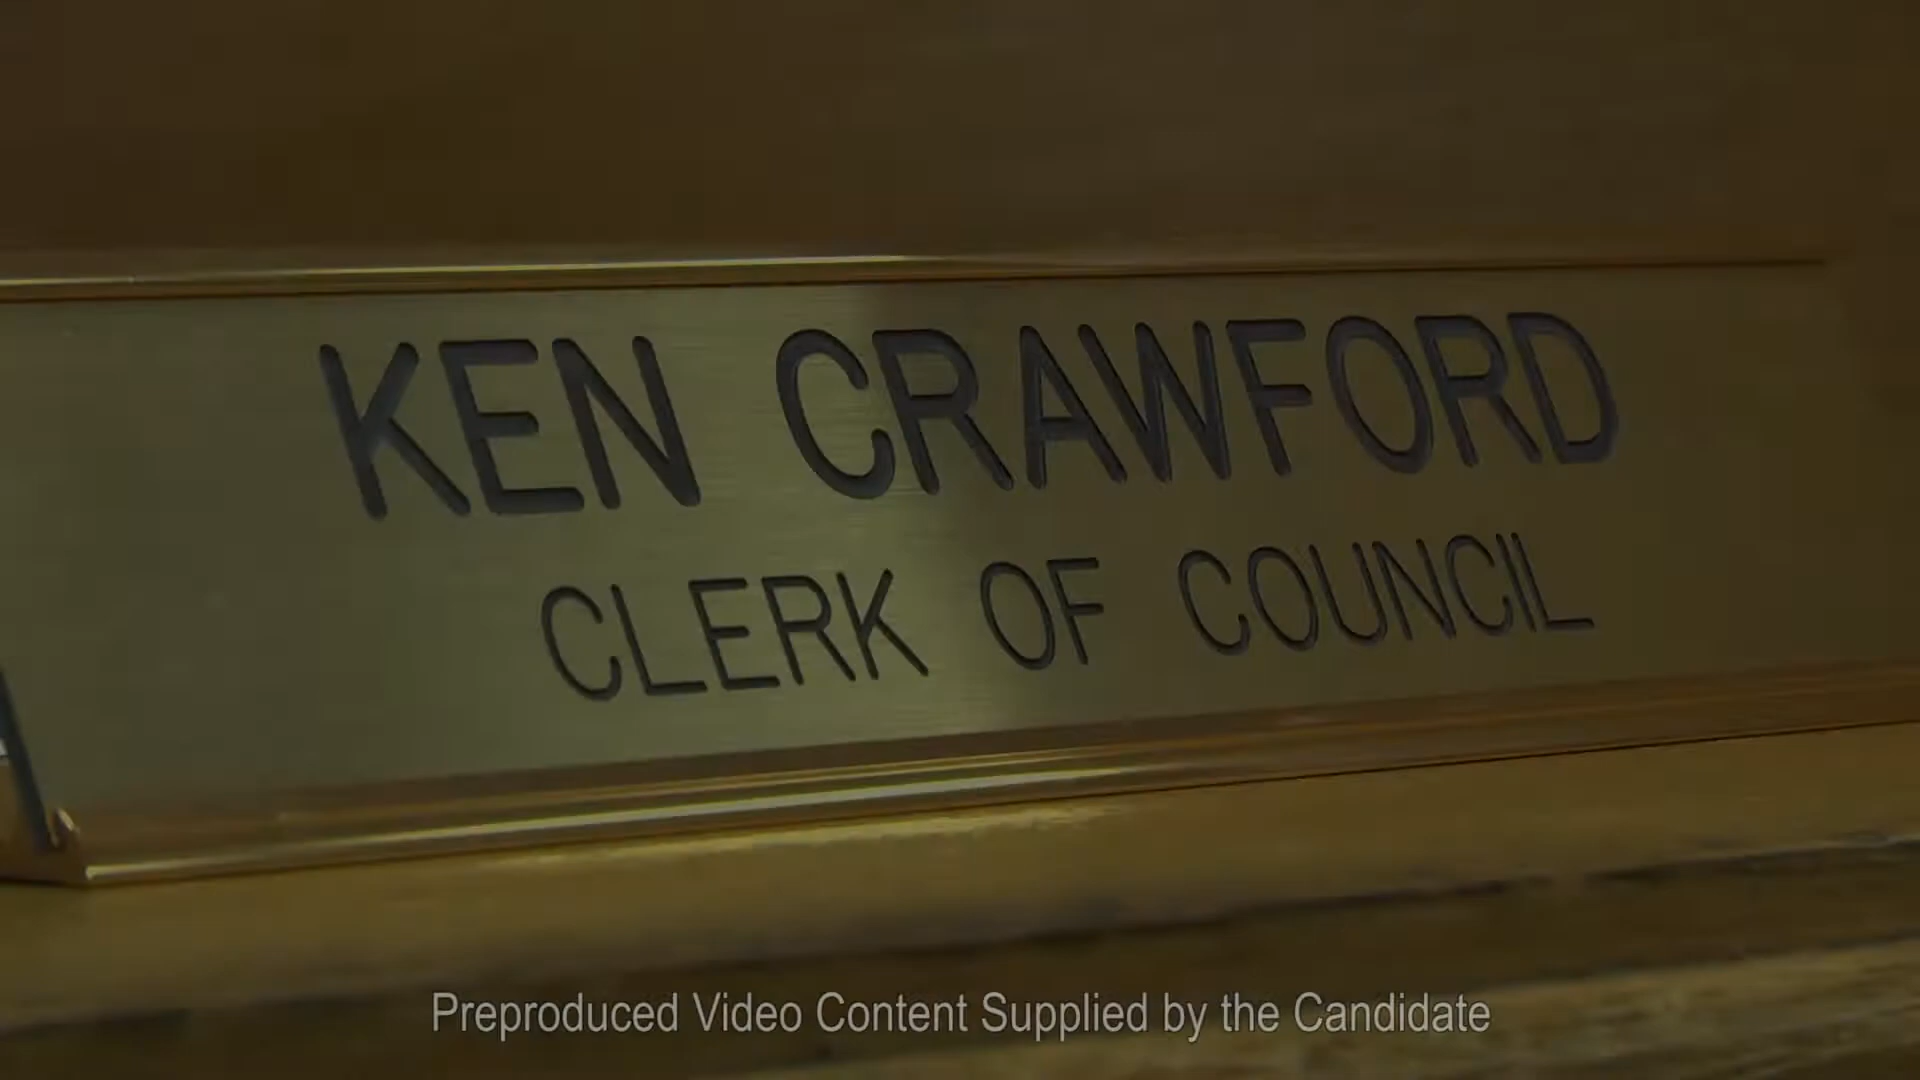 KEN CRAWFORD
CLERK OF COUNCIL
Preproduced Video Content Supplied by the Candidate